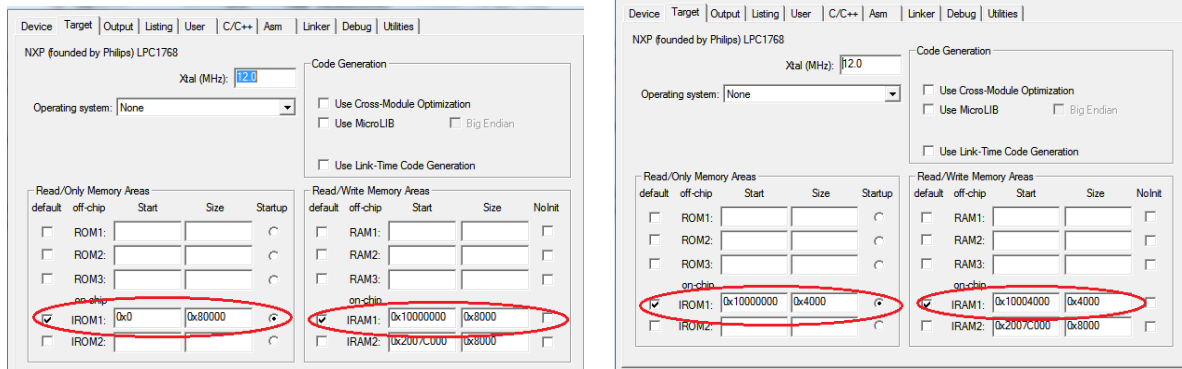 Device Target Output Listing User C/C++ Asm Linker Debug Utilities
NXP (founded by Philips) LPC1768
Xtal (MHz): 12.0
Operating system: None
Code Generation
Use Cross-Module Optimization
Use MicroLIB Big Endian
Use Link-Time Code Generation
Read/Only Memory Areas
default off-chip Start Size Startup
ROM1:
ROM2:
ROM3:
on-chip
IROM1: 0x0 0x80000
IROM2:
Read/Write Memory Areas
default off-chip Start Size NoInit
RAM1:
RAM2:
RAM3:
on-chip
IRAM1: 0x10000000 0x8000
IRAM2: 0x2007C000 0x8000
Device Target Output Listing User C/C++ Asm Linker Debug Utilities
NXP (founded by Philips) LPC1768
Xtal (MHz): 12.0
Operating system: None
Code Generation
Use Cross-Module Optimization
Use MicroLIB Big Endian
Use Link-Time Code Generation
Read/Only Memory Areas
default off-chip Start Size Startup
ROM1:
ROM2:
ROM3:
on-chip
IROM1: 0x10000000 0x4000
IROM2:
Read/Write Memory Areas
default off-chip Start Size NoInit
RAM1:
RAM2:
RAM3:
on-chip
IRAM1: 0x10004000 0x4000
IRAM2: 0x2007C000 0x8000